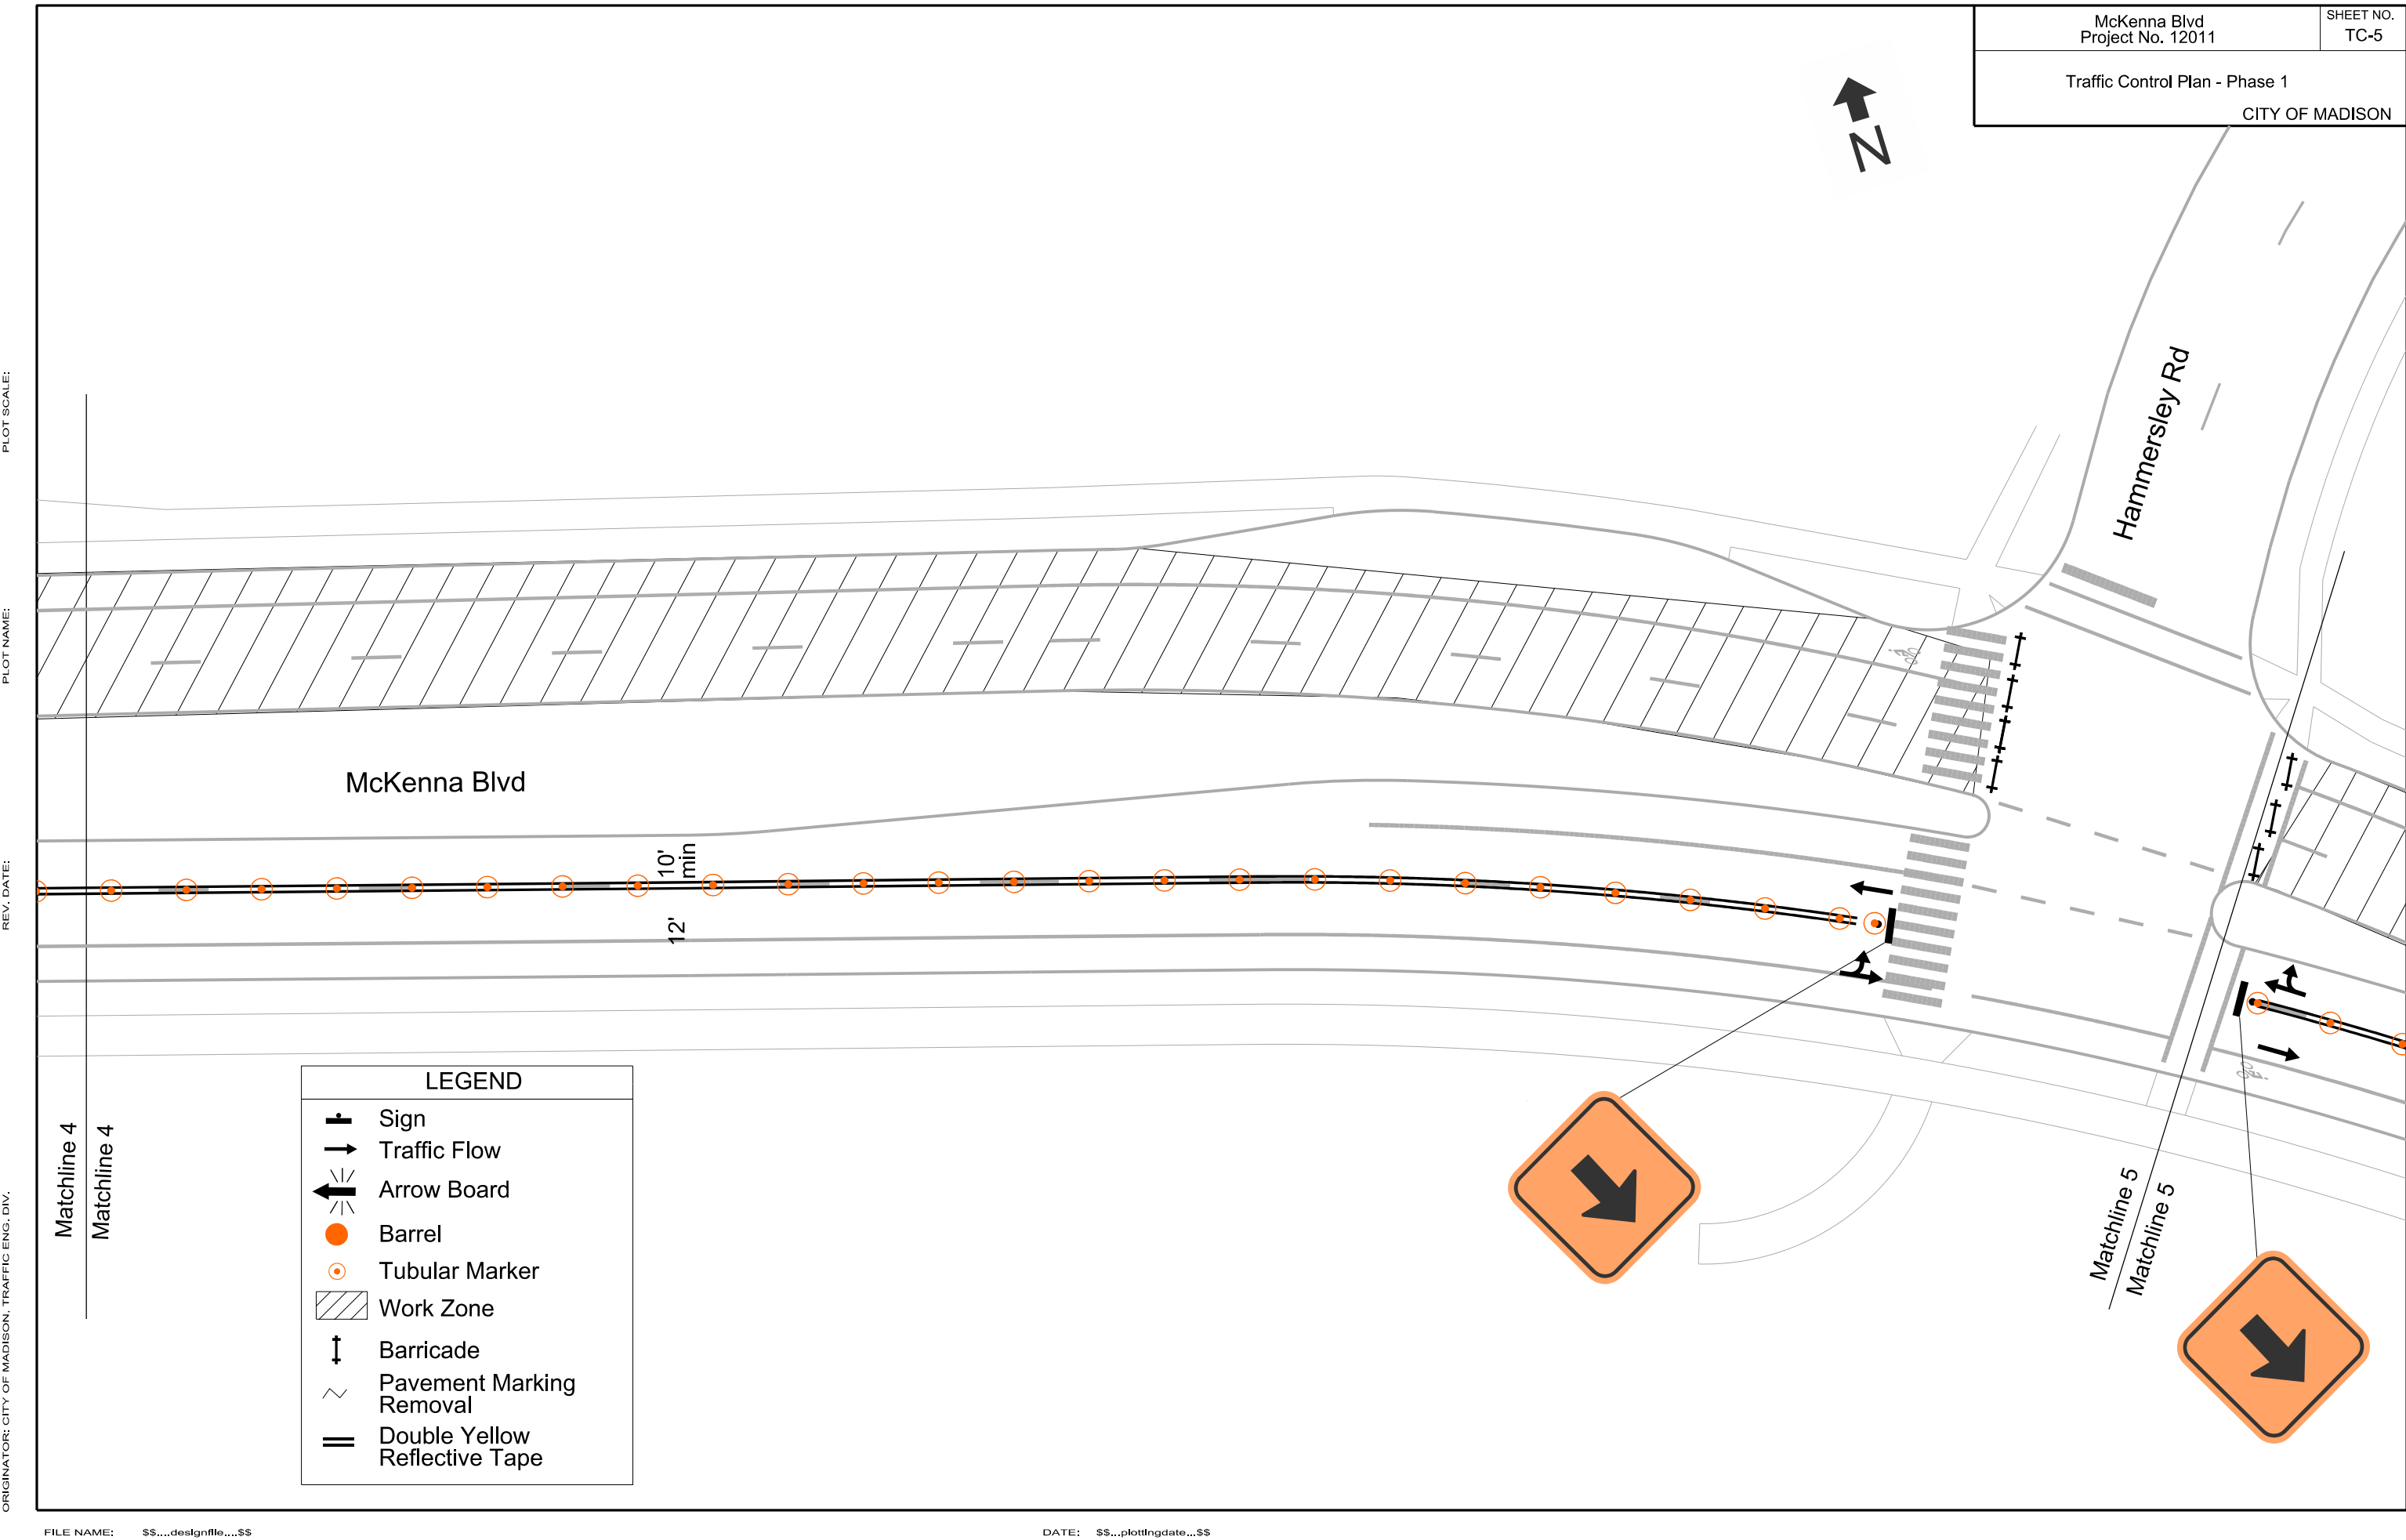 McKenna Blvd
Project No. 12011
SHEET NO.
TC-5
Traffic Control Plan - Phase 1
CITY OF MADISON
N
Hammersley Rd
McKenna Blvd
10'
min
12'
Matchline 4
Matchline 4
LEGEND
Sign
Traffic Flow
Arrow Board
Barrel
Tubular Marker
Work Zone
Barricade
Pavement Marking
Removal
Double Yellow
Reflective Tape
Matchline 5
Matchline 5
PLOT SCALE:
PLOT NAME:
REV. DATE:
ORIGINATOR: CITY OF MADISON, TRAFFIC ENG. DIV.
FILE NAME: $$....designfile....$$
DATE: $$...plottingdate...$$